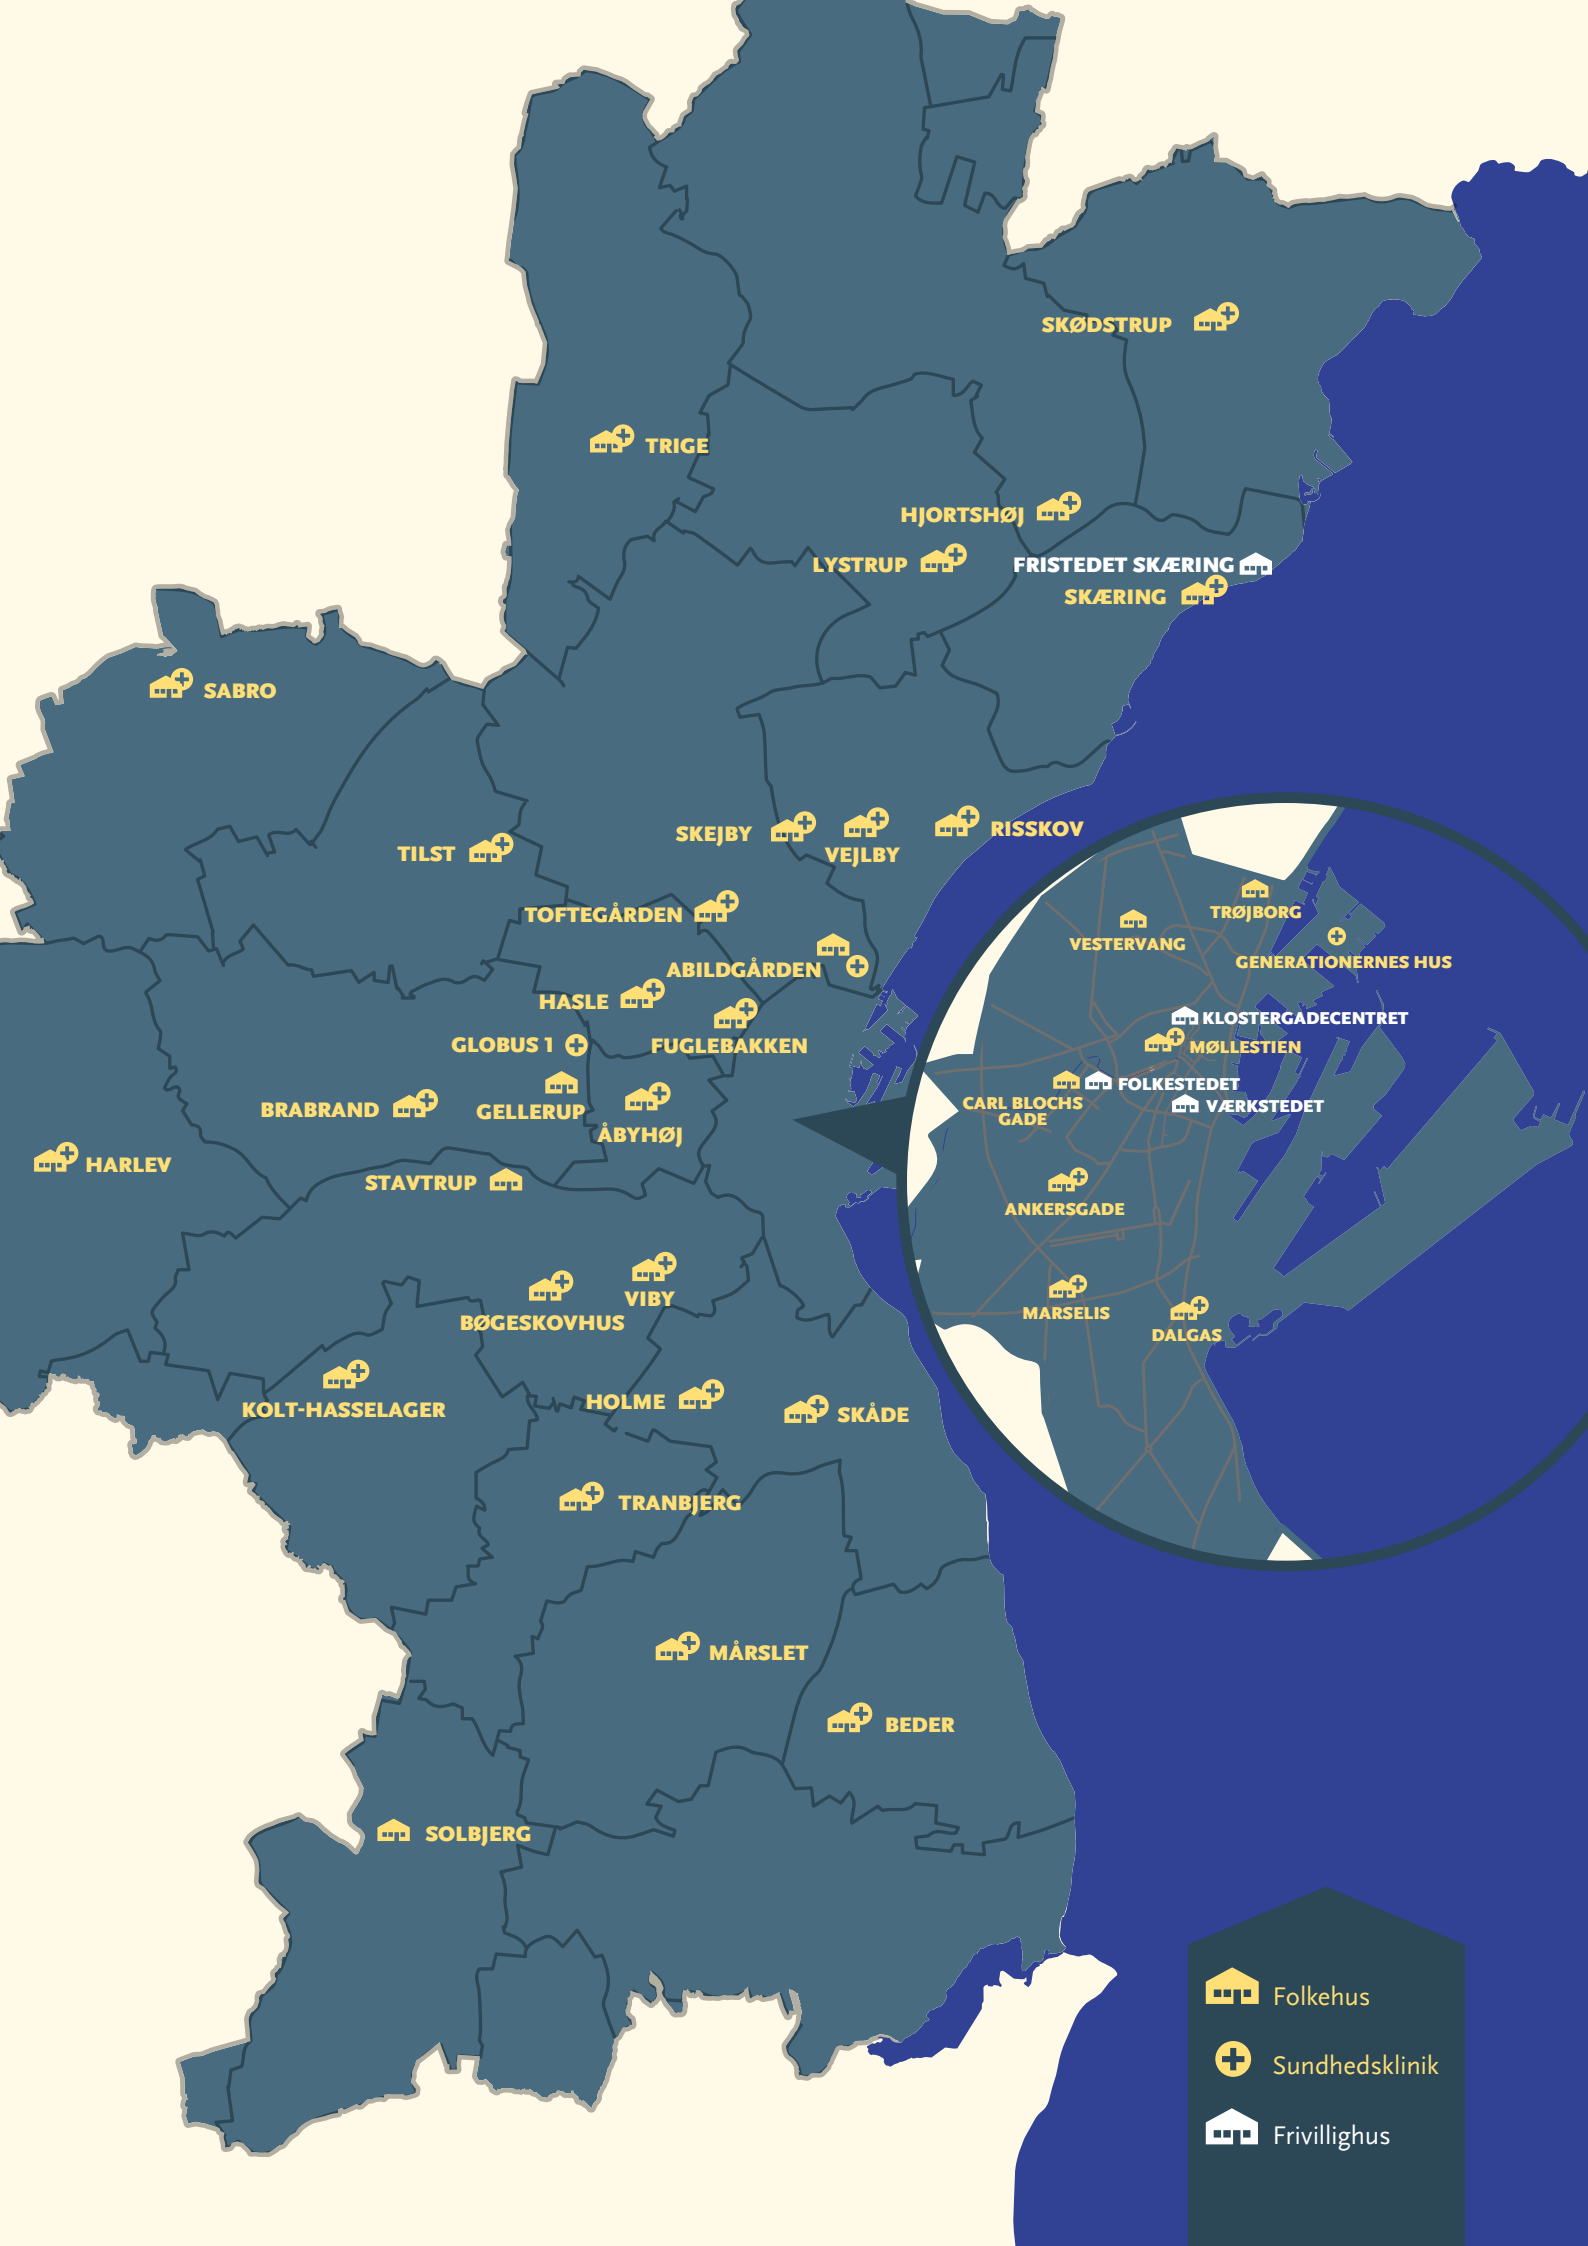 SKØDSTRUP
TRIGE
HJORTSHØJ
LYSTRUP
FRISTEDET SKÆRING
SKÆRING
SABRO
SKEJBY
VEJLBY
RISSKOV
TILST
TOFTEGÅRDEN
ABILDGÅRDEN
HASLE
FUGLEBAKKEN
GLOBUS 1
GELLERUP
BRABRAND
ÅBYHØJ
HARLEV
STAVTRUP
VIBY
BØGESKOVHUS
KOLT-HASSELAGER
HOLME
SKÅDE
TRANBJERG
MÅRSLET
BEDER
SOLBJERG
TRØJBORG
VESTERVANG
GENERATIONERNES HUS
KLOSTERGADECENTRET
MØLLESTIEN
FOLKESTEDET
CARL BLOCHS
GADE
VÆRKSTEDET
ANKERSGADE
MARSELIS
DALGAS
Folkehus
Sundhedsklinik
Frivillighus